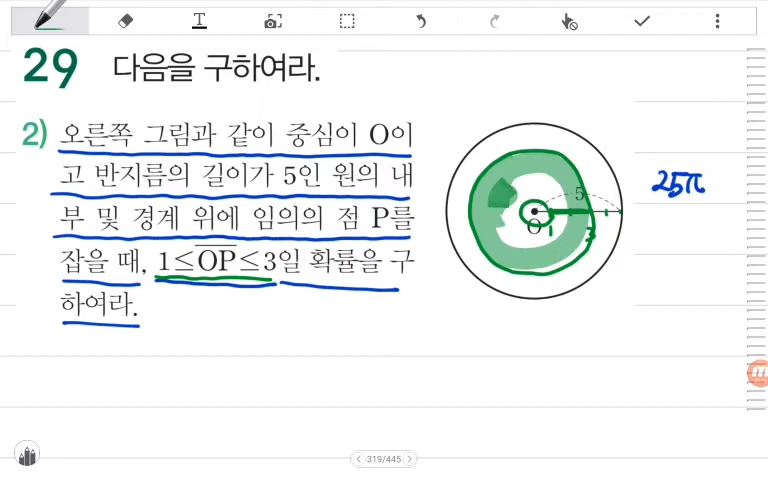 29 다음을 구하여라.
2) 오른쪽 그림과 같이 중심이 O이
고 반지름의 길이가 5인 원의 내
부 및 경계 위에 임의의 점 P를
잡을 때, 1≤OP≤3일 확률을 구
하여라.
5
25π
O 1 3
319/445